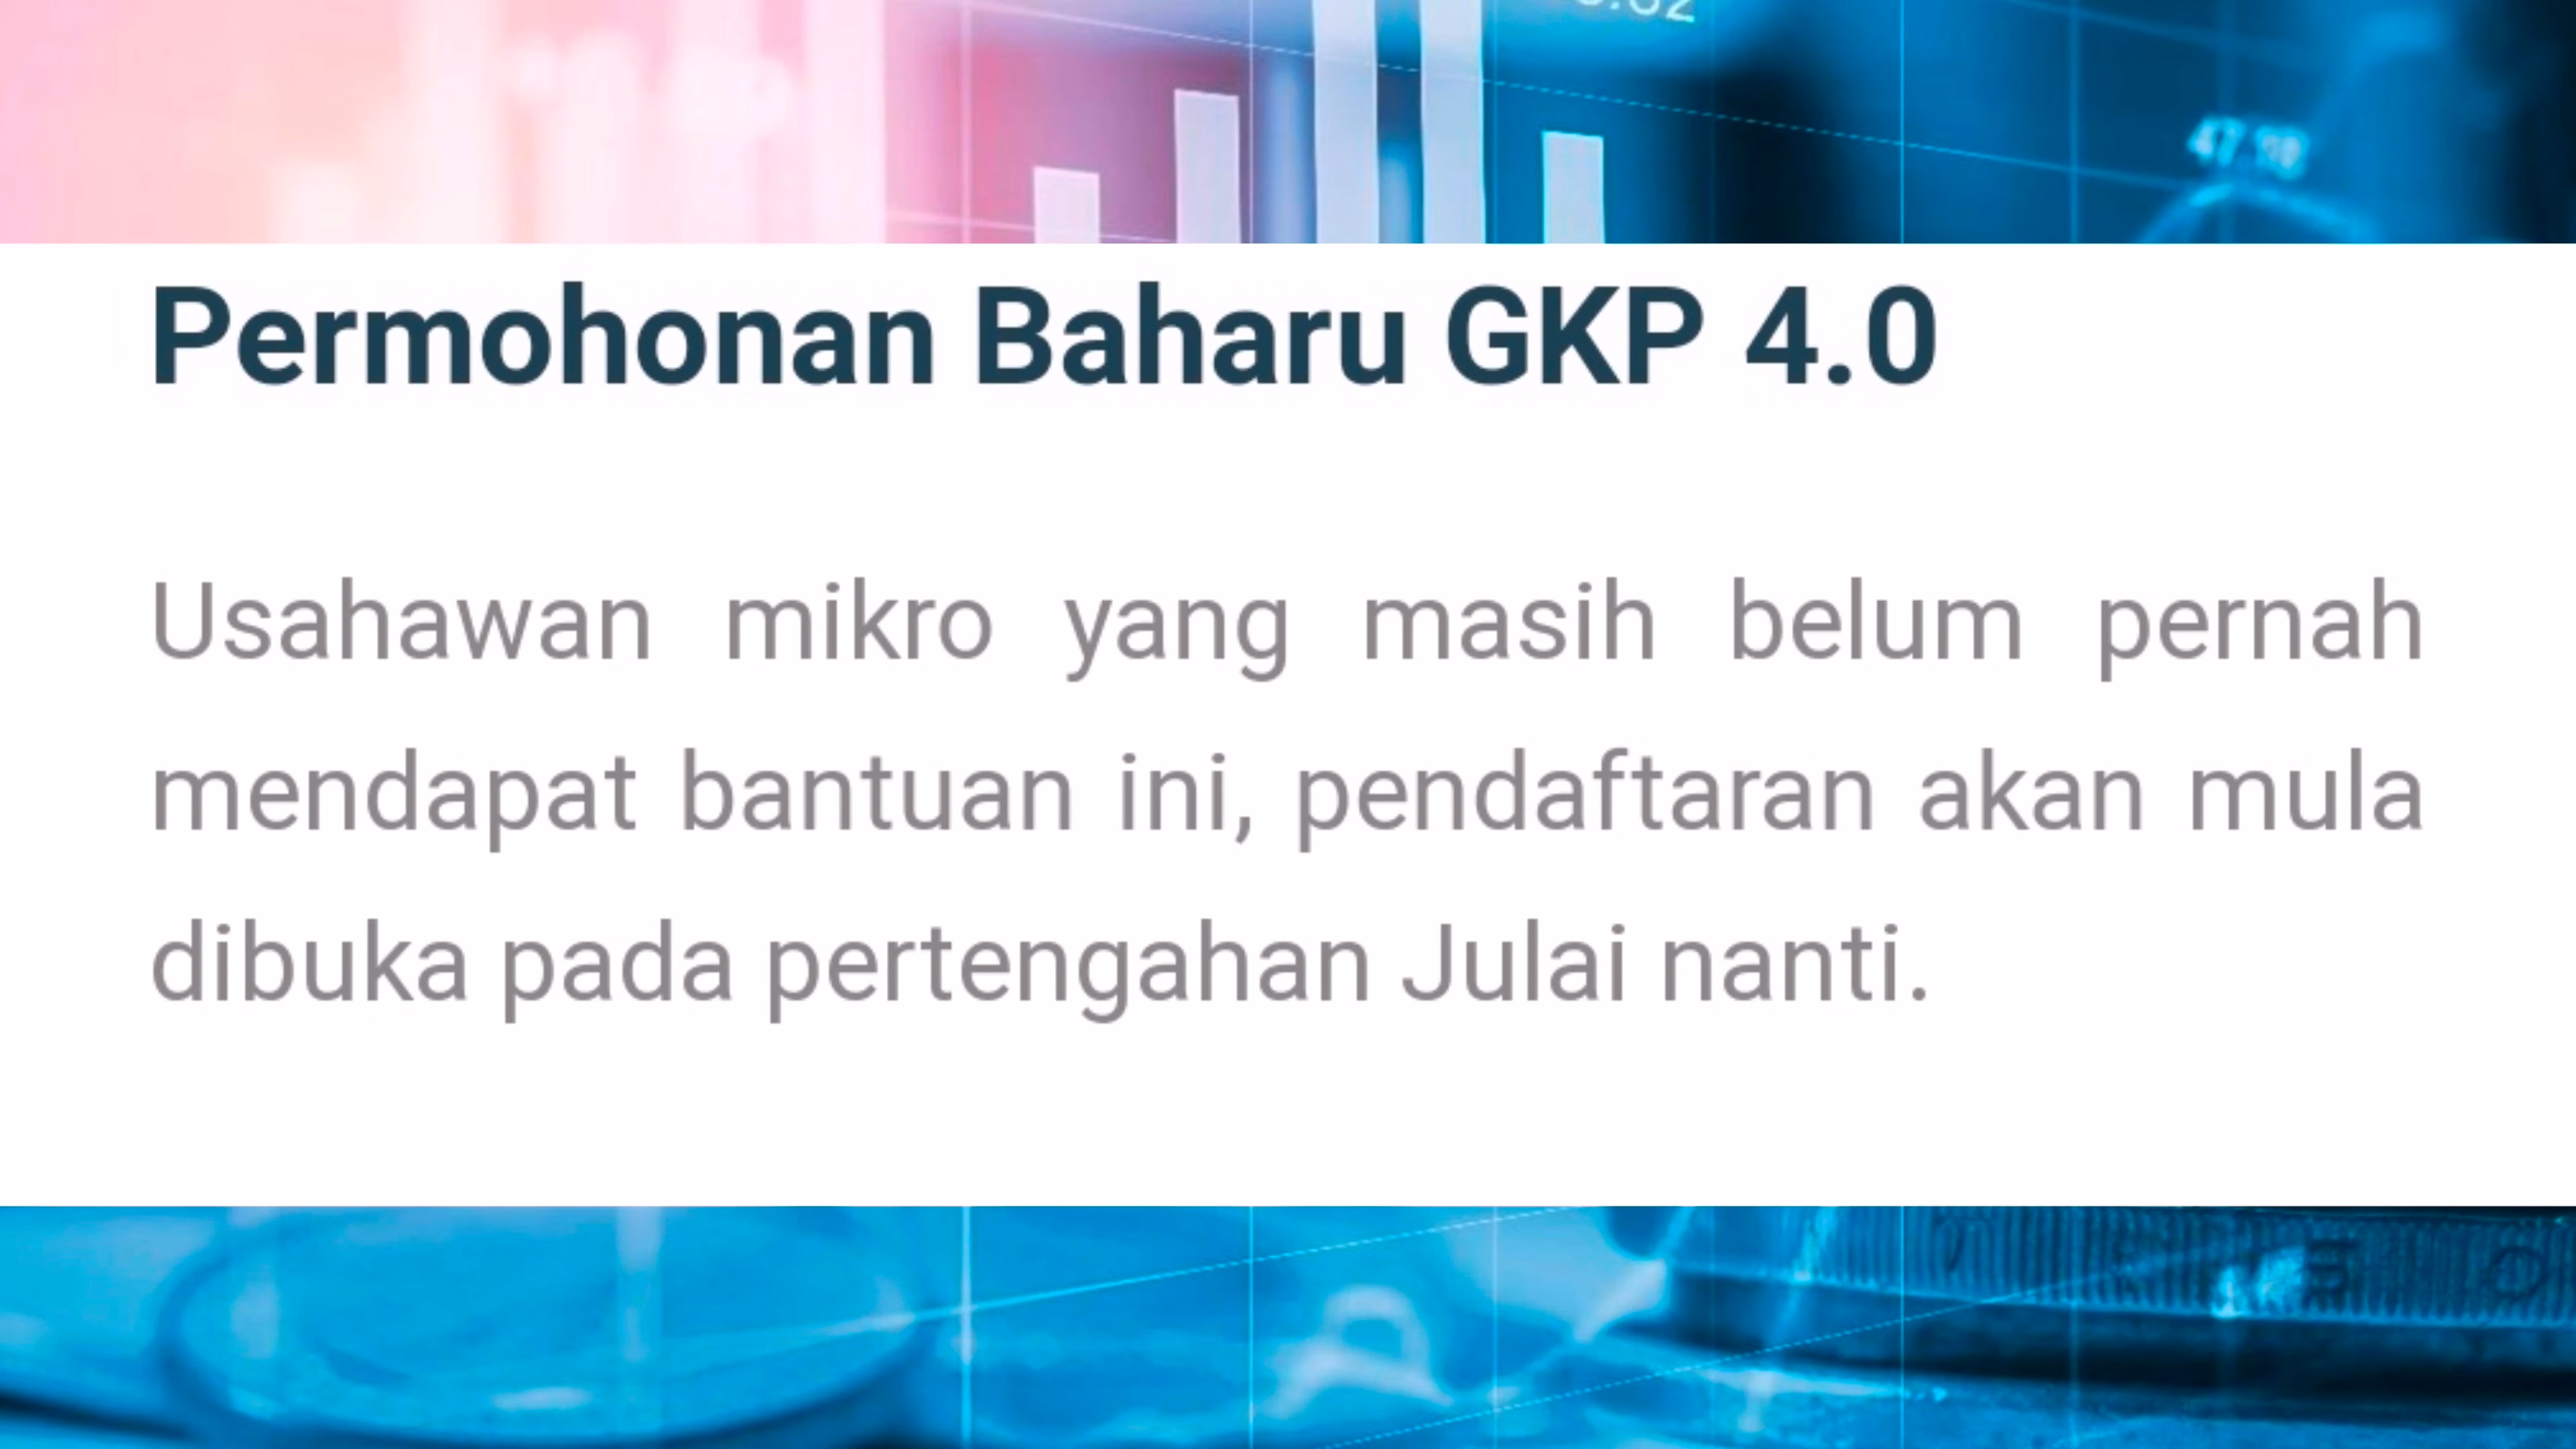 Permohonan Baharu GKP 4.0
Usahawan mikro yang masih belum pernah
mendapat bantuan ini, pendaftaran akan mula
dibuka pada pertengahan Julai nanti.